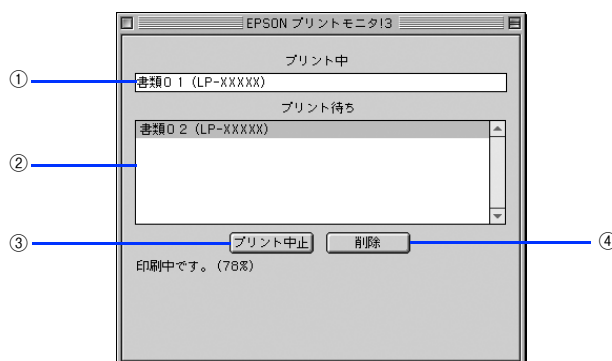 EPSON プリントモニタ!3
プリント中
① 書類０１（LP-XXXXX）
プリント待ち
書類０２（LP-XXXXX）
②
③ プリント中止 削除 ④
印刷中です。（78%）